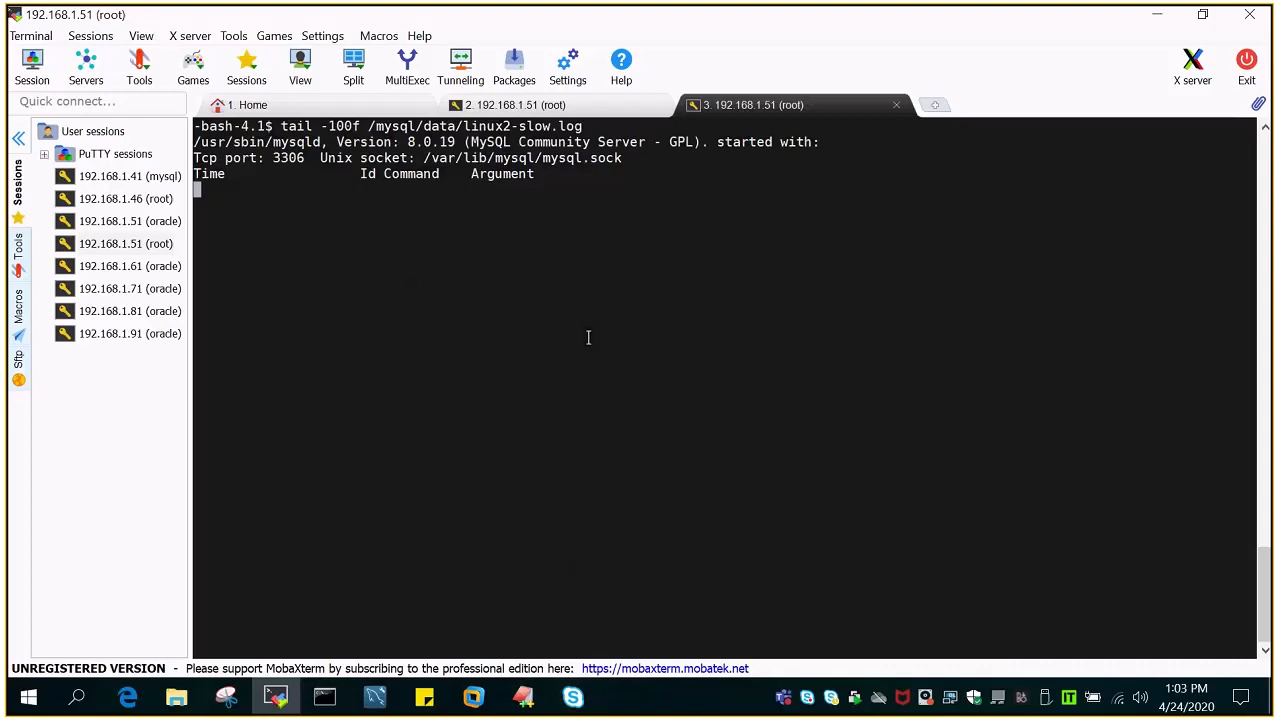 192.168.1.51 (root)
Terminal Sessions View X server Tools Games Settings Macros Help
Session Servers Tools Games Sessions View Split MultiExec Tunneling Packages Settings Help X server Exit
Quick connect...
1. Home
2. 192.168.1.51 (root)
3. 192.168.1.51 (root)
User sessions
PuTTY sessions
192.168.1.41 (mysql)
192.168.1.46 (root)
192.168.1.51 (oracle)
192.168.1.51 (root)
192.168.1.61 (oracle)
192.168.1.71 (oracle)
192.168.1.81 (oracle)
192.168.1.91 (oracle)
Sessions
Tools
Macros
Sftp
-bash-4.1$ tail -100f /mysql/data/linux2-slow.log
/usr/sbin/mysqld, Version: 8.0.19 (MySQL Community Server - GPL). started with:
Tcp port: 3306  Unix socket: /var/lib/mysql/mysql.sock
Time                 Id Command    Argument
UNREGISTERED VERSION - Please support MobaXterm by subscribing to the professional edition here: https://mobaxterm.mobatek.net
1:03 PM
4/24/2020